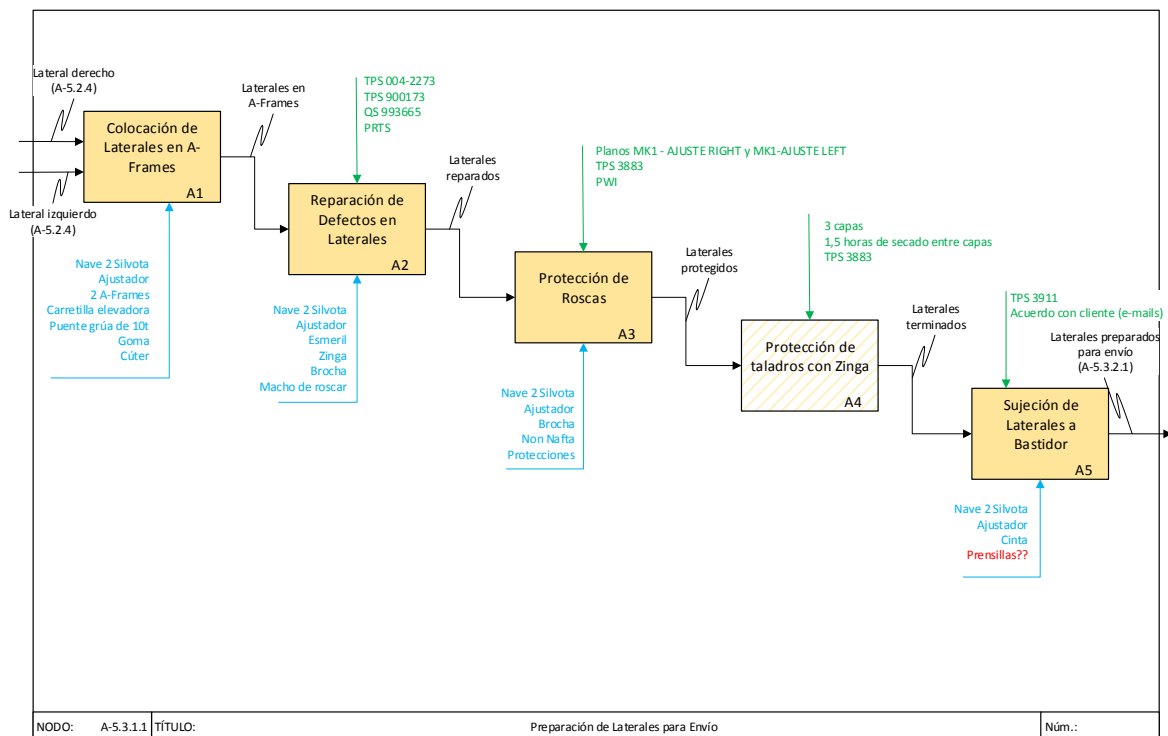 Lateral derecho
(A-5.2.4)
Lateral izquierdo
(A-5.2.4)
Colocación de
Laterales en A-
Frames
A1
Nave 2 Silvota
Ajustador
2 A-Frames
Carretilla elevadora
Puente grúa de 10t
Goma
Cúter
Laterales en
A-Frames
TPS 004-2273
TPS 900173
QS 993665
PRTS
Reparación de
Defectos en
Laterales
A2
Nave 2 Silvota
Ajustador
Esmeril
Zinga
Brocha
Macho de roscar
Laterales
reparados
Planos MK1 - AJUSTE RIGHT y MK1-AJUSTE LEFT
TPS 3883
PWI
Protección de
Roscas
A3
Nave 2 Silvota
Ajustador
Brocha
Non Nafta
Protecciones
Laterales
protegidos
3 capas
1,5 horas de secado entre capas
TPS 3883
Protección de
taladros con Zinga
A4
Laterales
terminados
TPS 3911
Acuerdo con cliente (e-mails)
Sujeción de
Laterales a
Bastidor
A5
Nave 2 Silvota
Ajustador
Cinta
Prensillas??
Laterales preparados
para envío
(A-5.3.2.1)
NODO: A-5.3.1.1 TÍTULO: Preparación de Laterales para Envío Núm.: